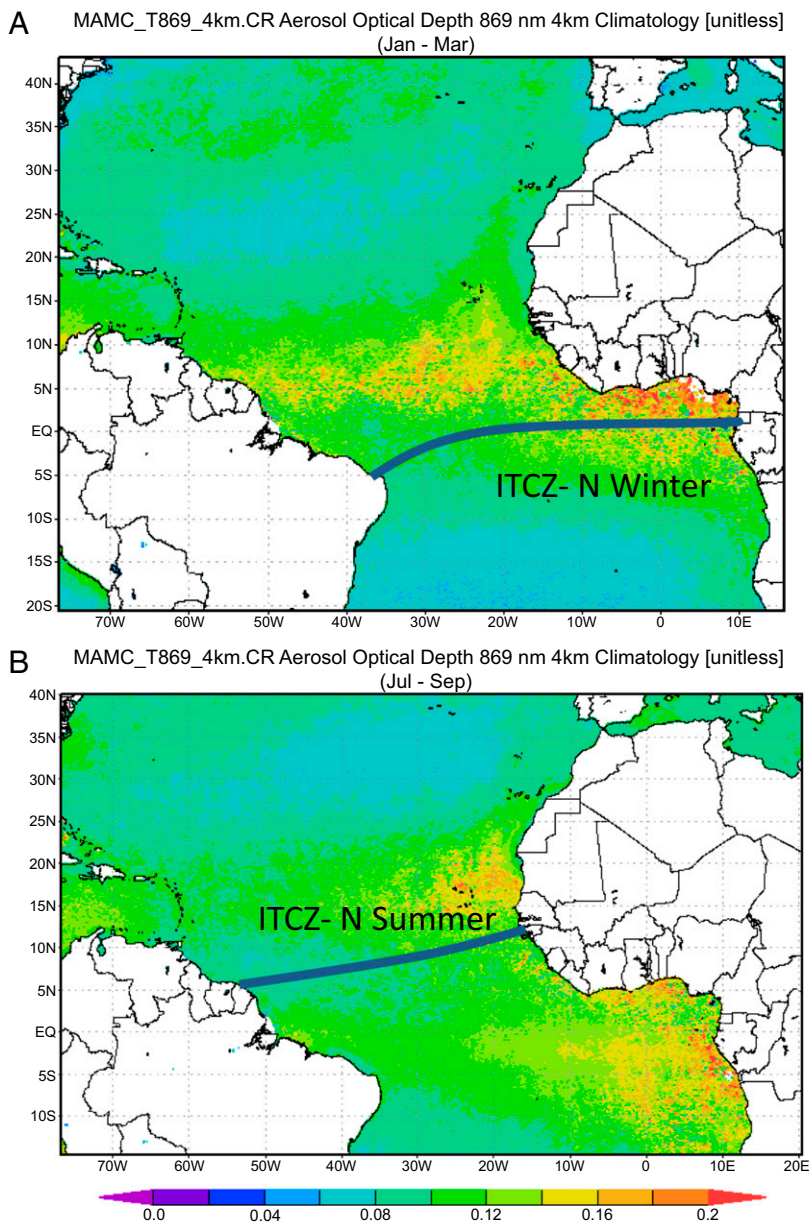 A
MAMC_T869_4km.CR Aerosol Optical Depth 869 nm 4km Climatology [unitless]
(Jan - Mar)
40N
35N
30N
25N
20N
15N
10N
5N
EQ
5S
10S
15S
20S
ITCZ- N Winter
70W 60W 50W 40W 30W 20W 10W 0 10E
B
MAMC_T869_4km.CR Aerosol Optical Depth 869 nm 4km Climatology [unitless]
(Jul - Sep)
40N
35N
30N
25N
20N
15N
ITCZ- N Summer
10N
5N
EQ
5S
10S
70W 60W 50W 40W 30W 20W 10W 0 10E 20E
0.0 0.04 0.08 0.12 0.16 0.2